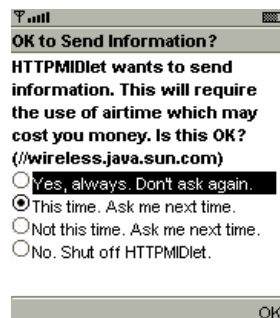 OK to Send Information?
HTTPMIDlet wants to send
information. This will require
the use of airtime which may
cost you money. Is this OK?
(//wireless.java.sun.com)
Yes, always. Don't ask again.
This time. Ask me next time.
Not this time. Ask me next time.
No. Shut off HTTPMIDlet.
OK